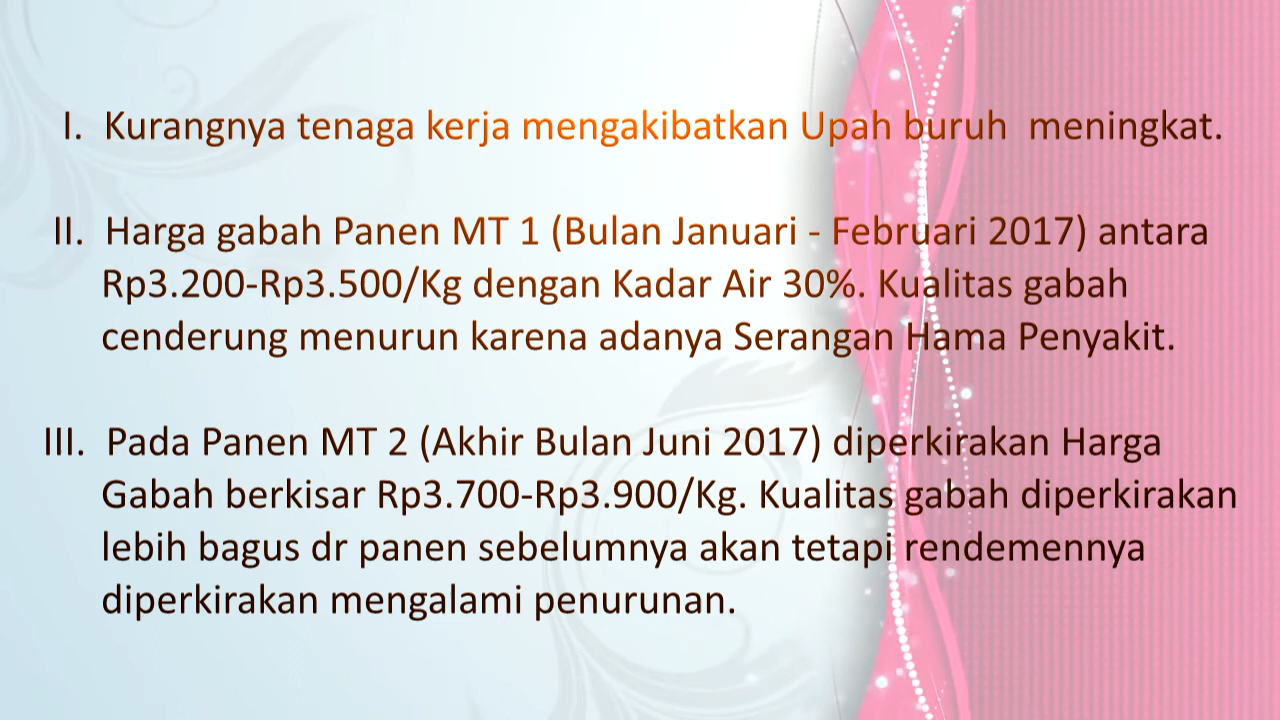 I. Kurangnya tenaga kerja mengakibatkan Upah buruh meningkat.
II. Harga gabah Panen MT 1 (Bulan Januari - Februari 2017) antara
Rp3.200-Rp3.500/Kg dengan Kadar Air 30%. Kualitas gabah
cenderung menurun karena adanya Serangan Hama Penyakit.
III. Pada Panen MT 2 (Akhir Bulan Juni 2017) diperkirakan Harga
Gabah berkisar Rp3.700-Rp3.900/Kg. Kualitas gabah diperkirakan
lebih bagus dr panen sebelumnya akan tetapi rendemennya
diperkirakan mengalami penurunan.